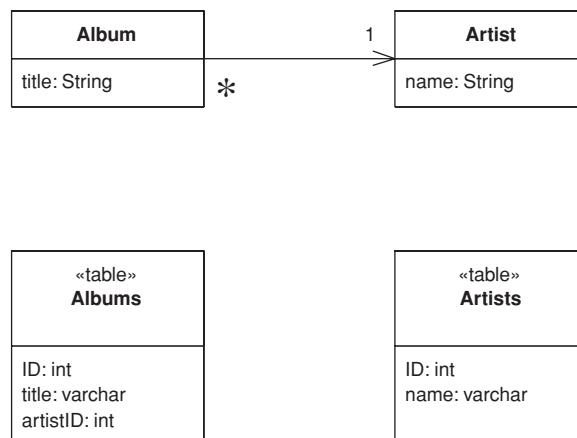 Album
title: String
*
1
Artist
name: String
«table»
Albums
ID: int
title: varchar
artistID: int
«table»
Artists
ID: int
name: varchar